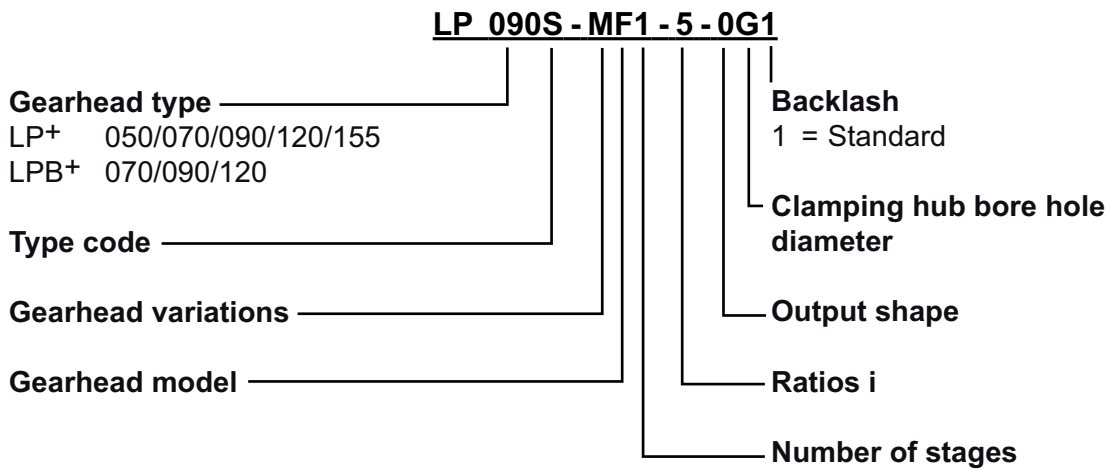 LP 090S - MF1 - 5 - 0G1
Gearhead type
LP+ 050/070/090/120/155
LPB+ 070/090/120
Type code
Gearhead variations
Gearhead model
Backlash
1 = Standard
Clamping hub bore hole
diameter
Output shape
Ratios i
Number of stages